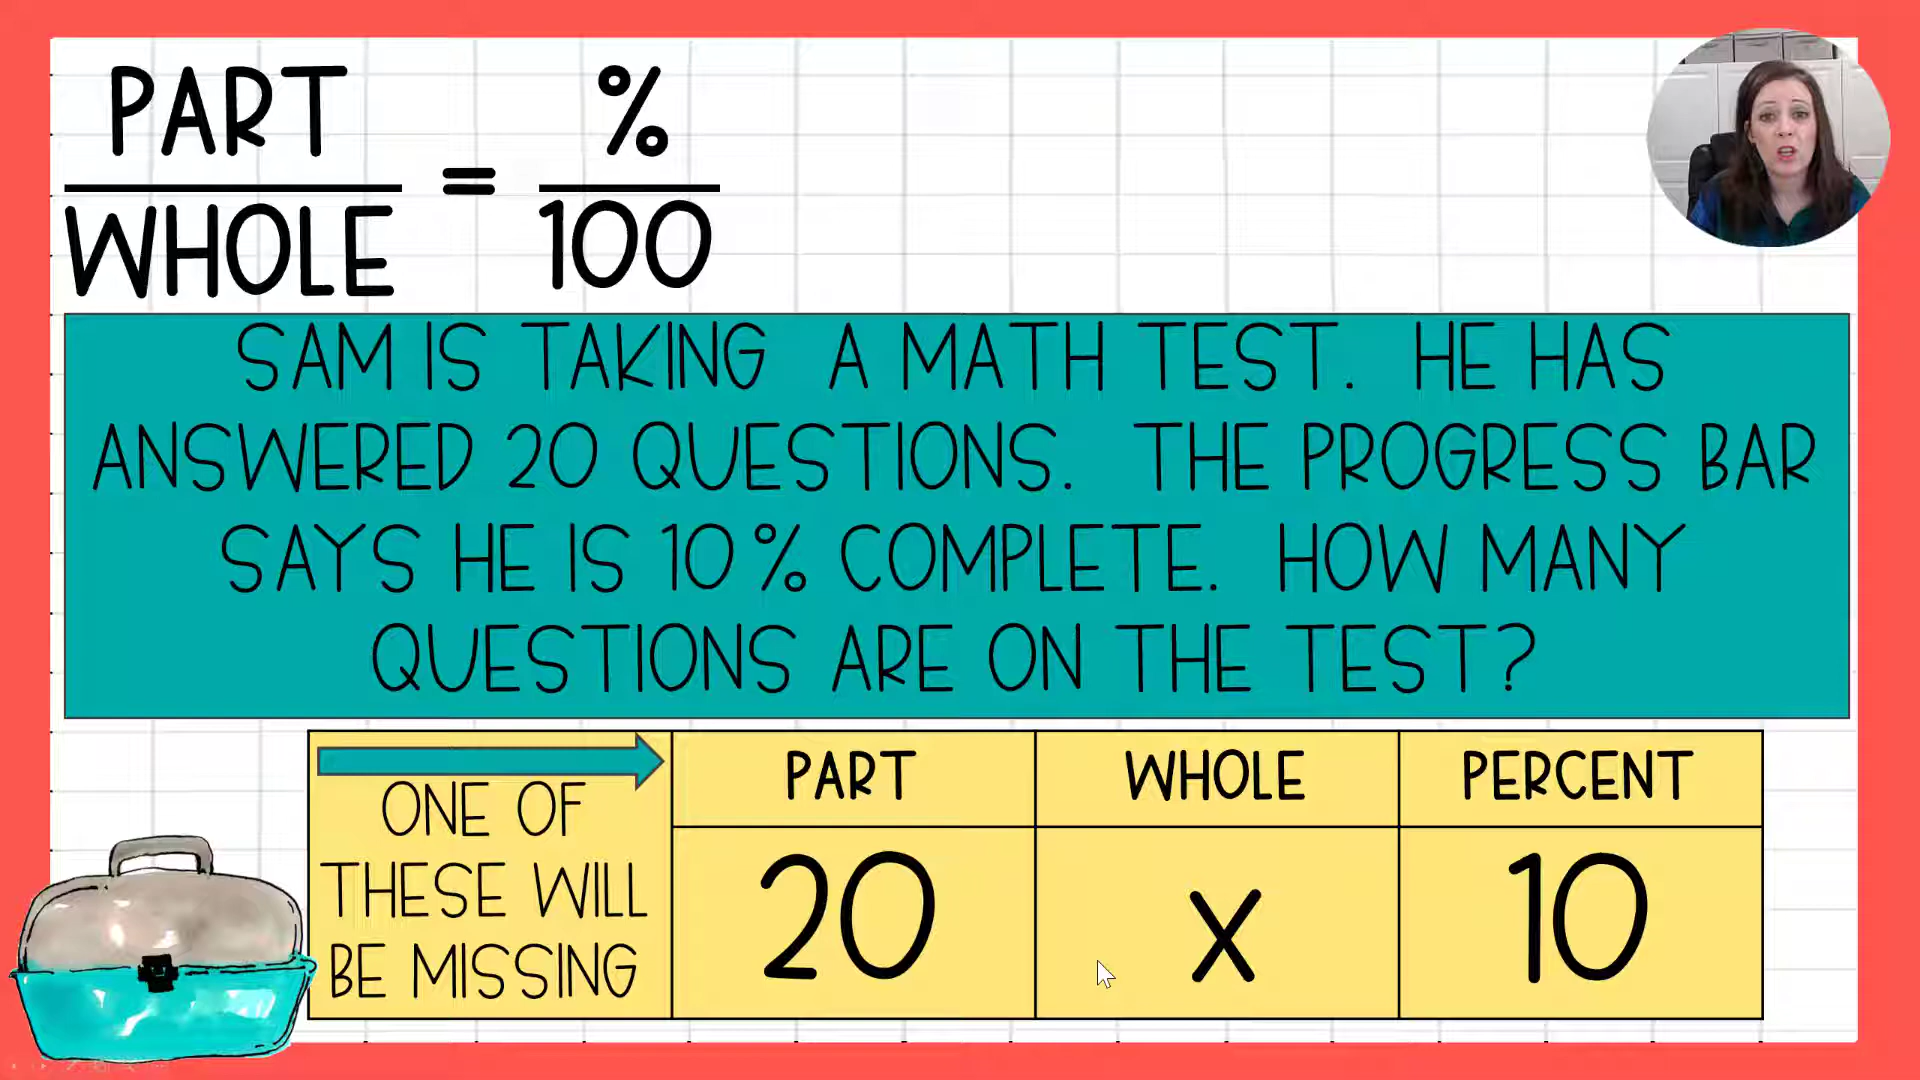 PART
WHOLE
=
%
100
SAM IS TAKING A MATH TEST. HE HAS
ANSWERED 20 QUESTIONS. THE PROGRESS BAR
SAYS HE IS 10% COMPLETE. HOW MANY
QUESTIONS ARE ON THE TEST?
ONE OF
THESE WILL
BE MISSING
PART WHOLE PERCENT
20 x 10